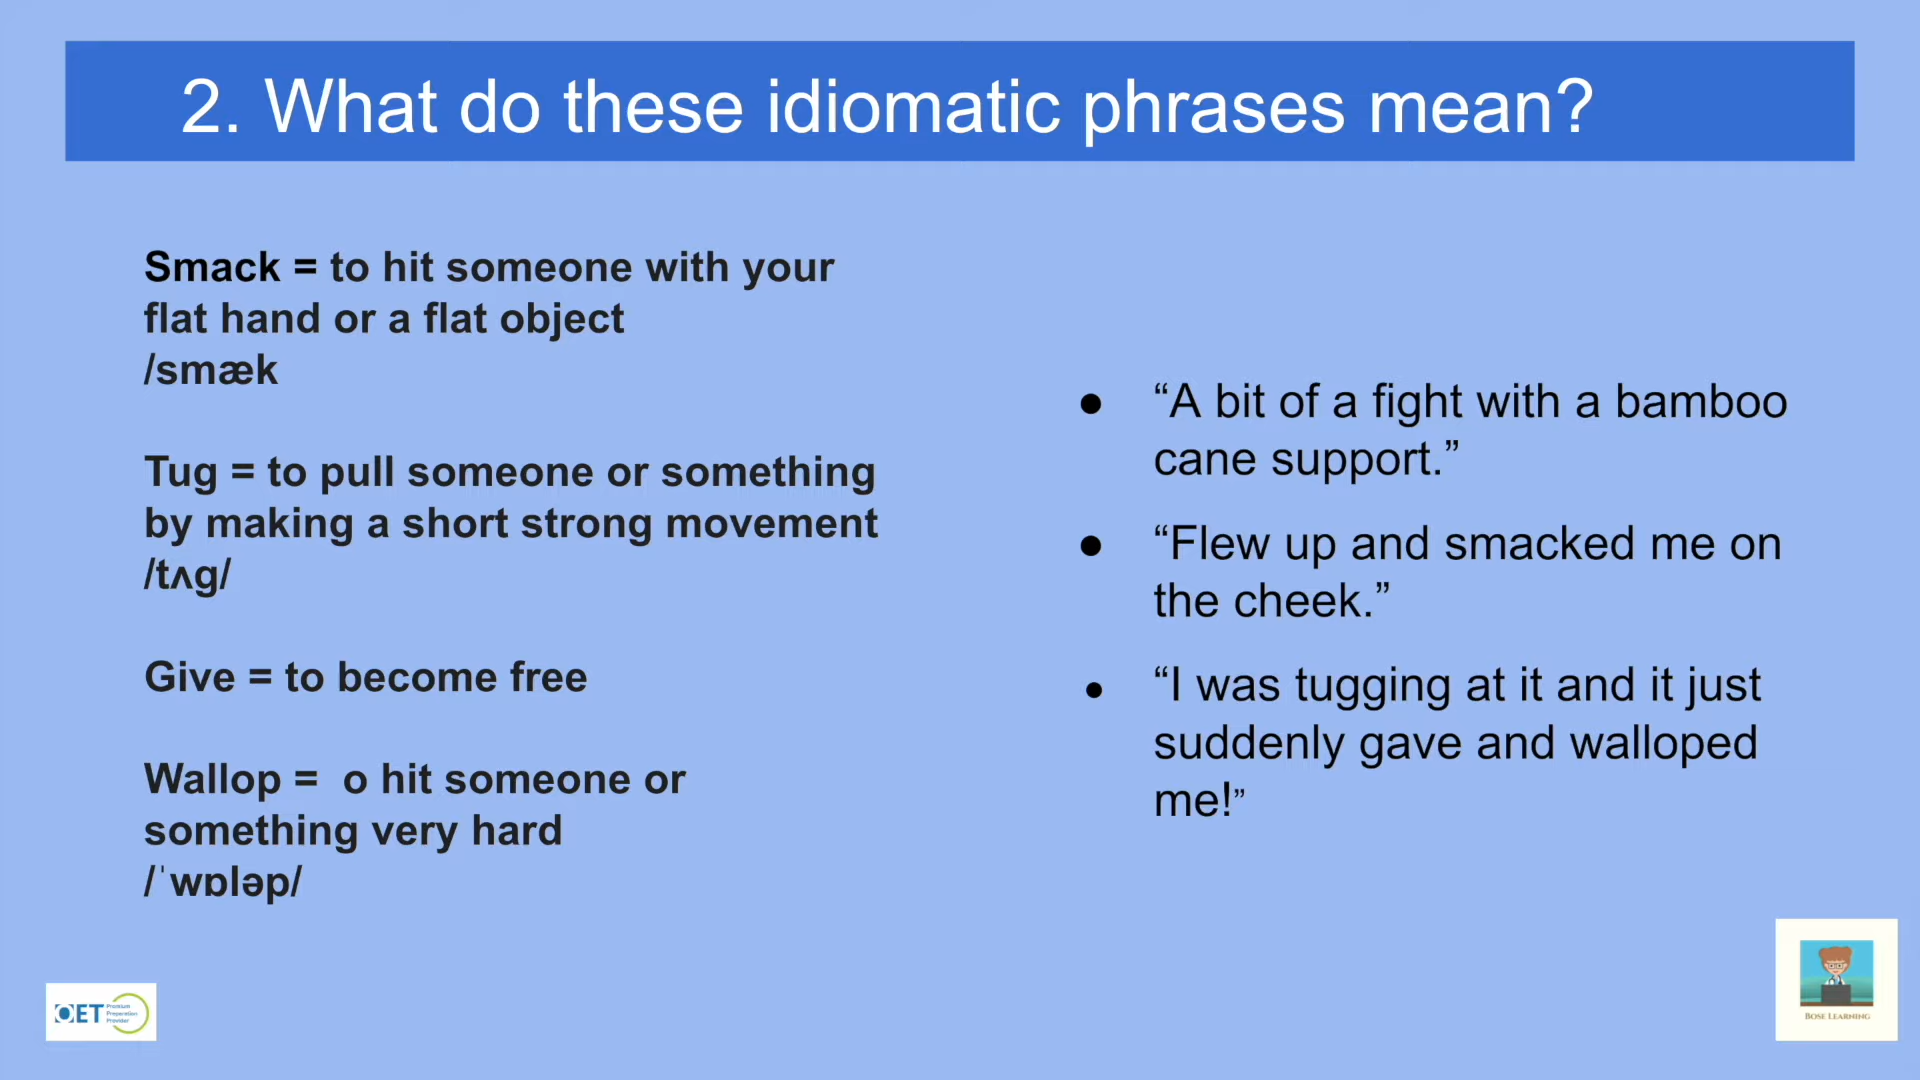 2. What do these idiomatic phrases mean?
Smack = to hit someone with your
flat hand or a flat object
/smæk
Tug = to pull someone or something
by making a short strong movement
/tʌg/
Give = to become free
Wallop =  o hit someone or
something very hard
/ˈwɒləp/
● “A bit of a fight with a bamboo
cane support.”
● “Flew up and smacked me on
the cheek.”
● “I was tugging at it and it just
suddenly gave and walloped
me!”
OET
Premium
Preparation
Provider
BOSE LEARNING